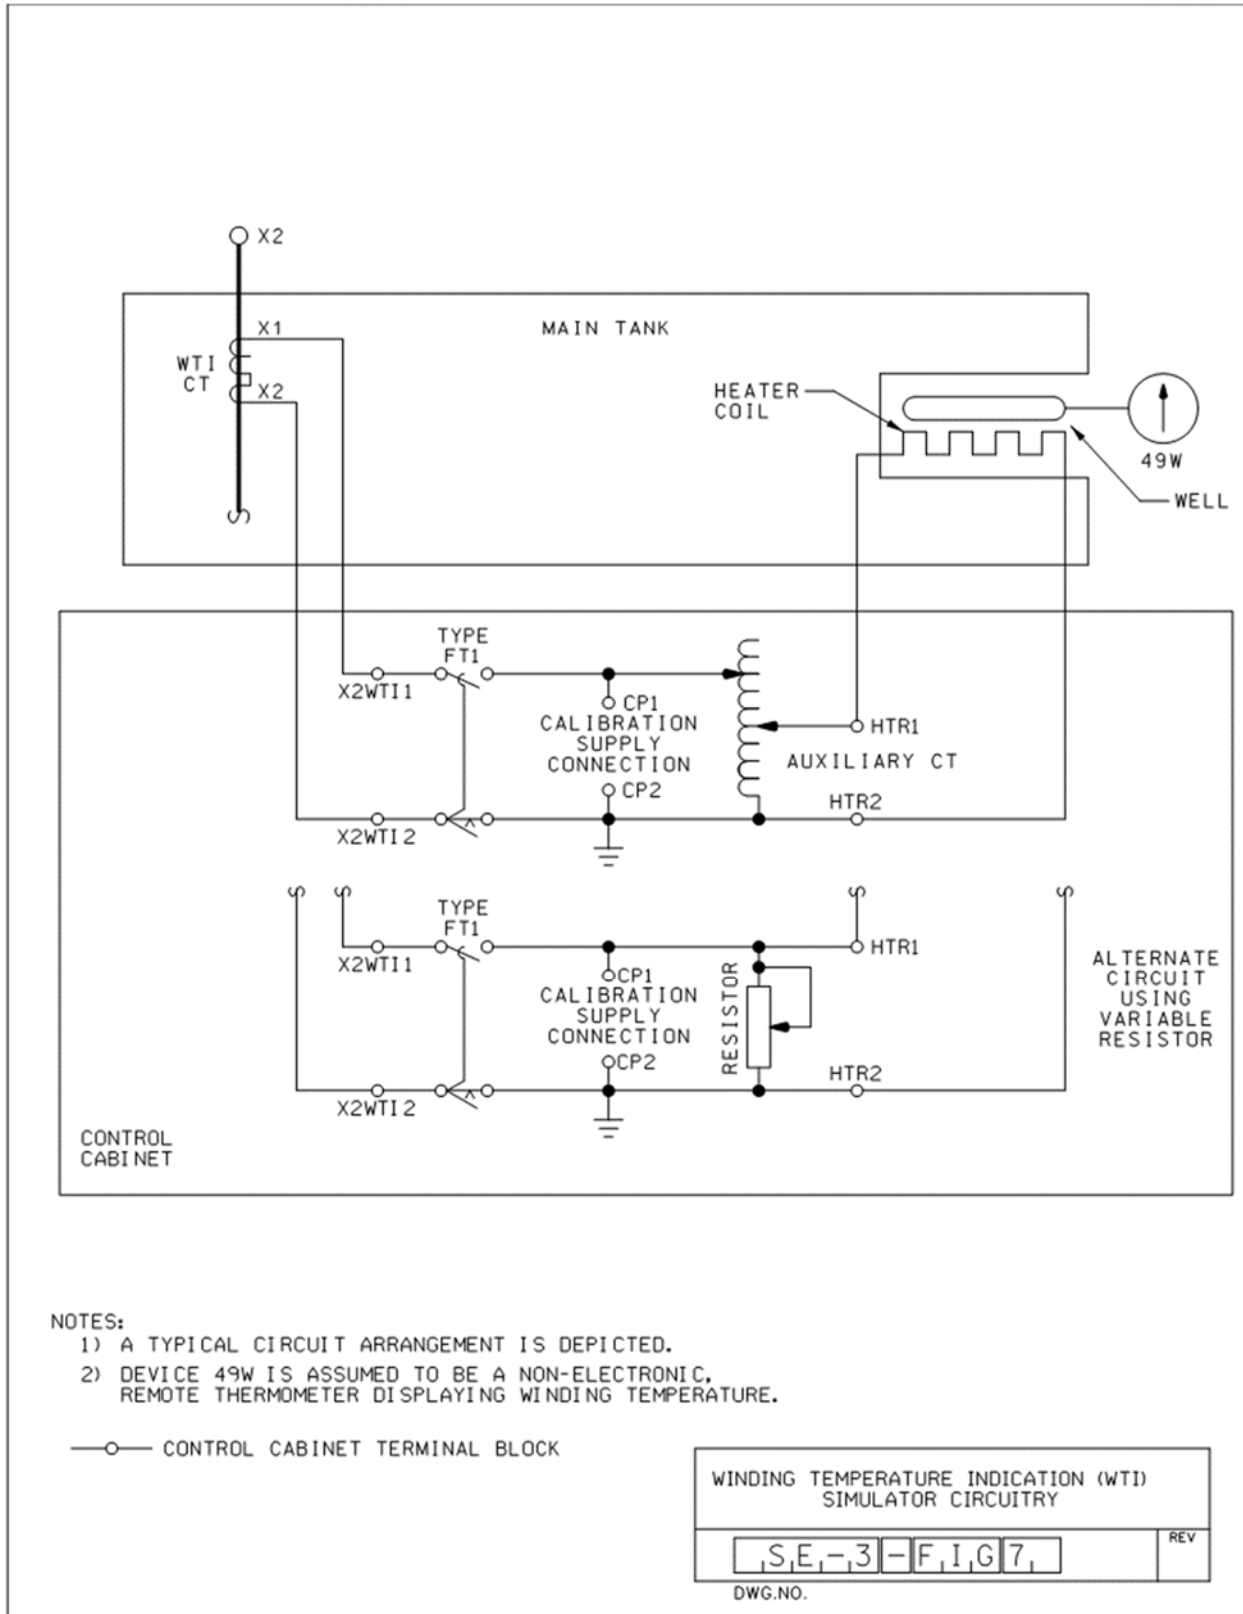 X2
X1
MAIN TANK
WTI
CT
X2
HEATER
COIL
49W
WELL
TYPE
FT1
X2WTI1
CP1
CALIBRATION
SUPPLY
CONNECTION
CP2
HTR1
AUXILIARY CT
HTR2
X2WTI2
TYPE
FT1
X2WTI1
CP1
CALIBRATION
SUPPLY
CONNECTION
CP2
RESISTOR
HTR1
HTR2
ALTERNATE
CIRCUIT
USING
VARIABLE
RESISTOR
X2WTI2
CONTROL
CABINET
NOTES:
1) A TYPICAL CIRCUIT ARRANGEMENT IS DEPICTED.
2) DEVICE 49W IS ASSUMED TO BE A NON-ELECTRONIC,
REMOTE THERMOMETER DISPLAYING WINDING TEMPERATURE.
CONTROL CABINET TERMINAL BLOCK
WINDING TEMPERATURE INDICATION (WTI)
SIMULATOR CIRCUITRY
SE-3-FIG7
REV
DWG.NO.